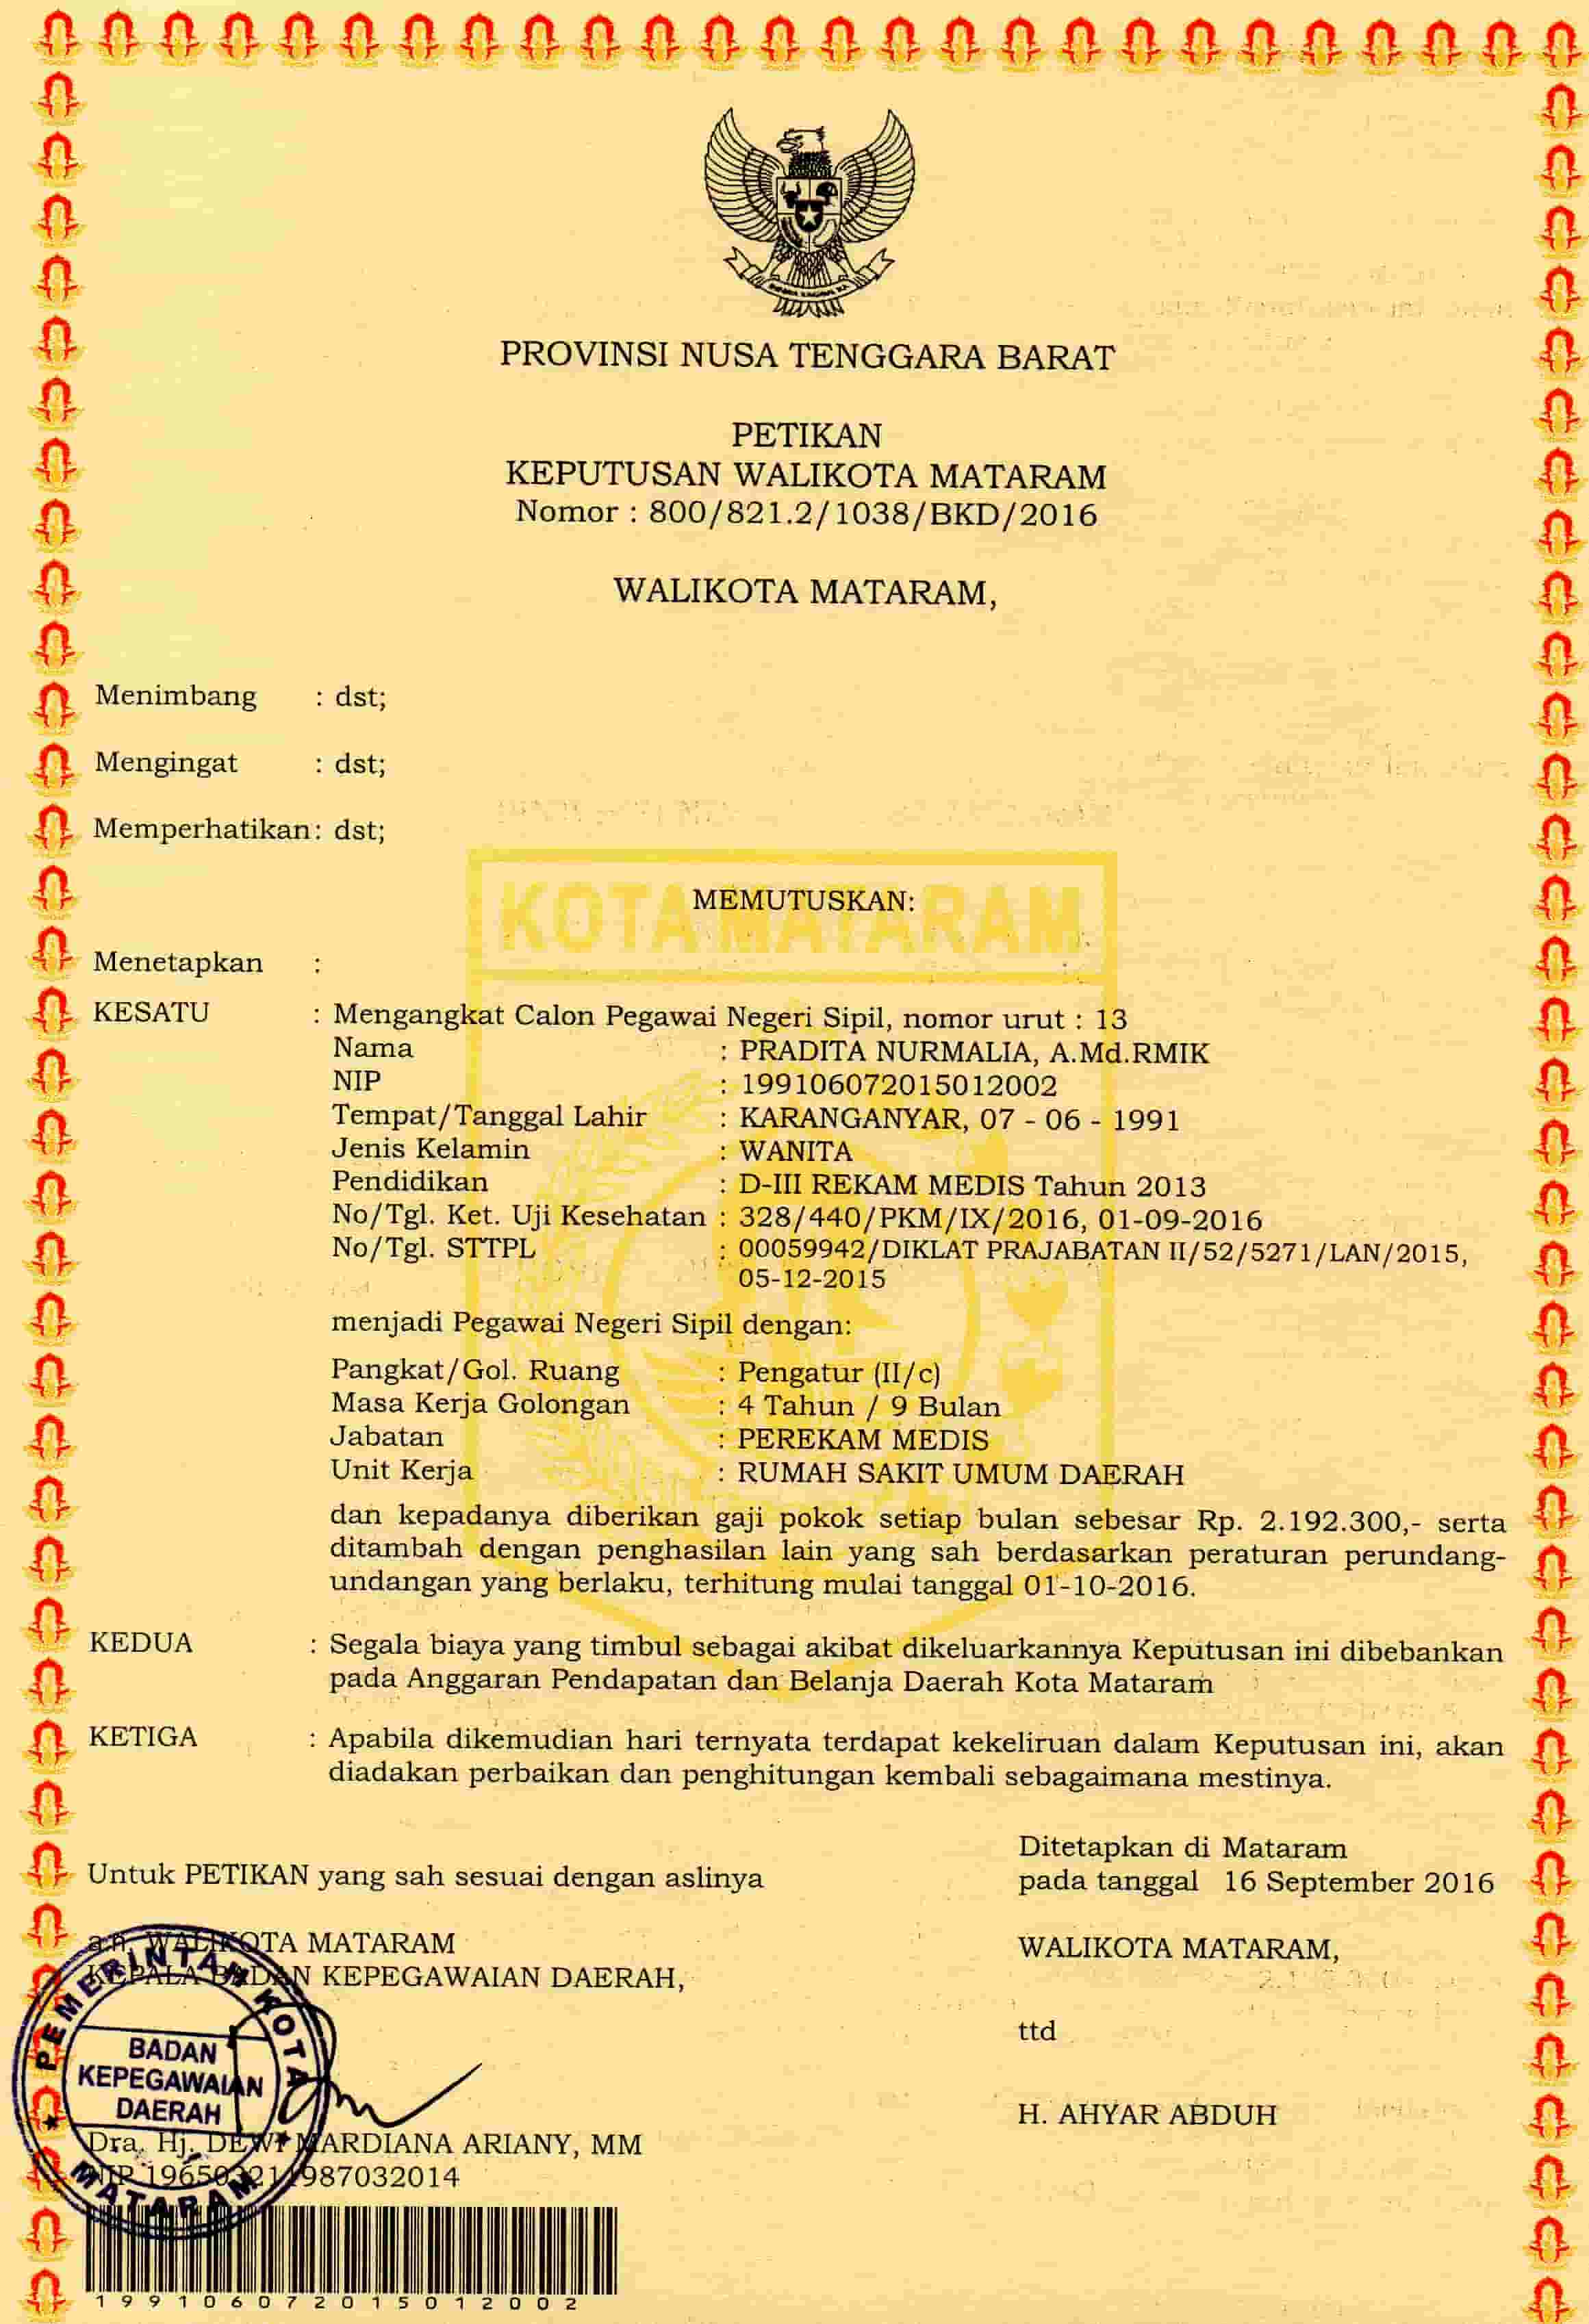 PROVINSI NUSA TENGGARA BARAT
PETIKAN
KEPUTUSAN WALIKOTA MATARAM
Nomor : 800/821.2/1038/BKD/2016
WALIKOTA MATARAM,
Menimbang : dst;
Mengingat : dst;
Memperhatikan : dst;
KOTA MATARAM
MEMUTUSKAN:
Menetapkan :
KESATU : Mengangkat Calon Pegawai Negeri Sipil, nomor urut : 13
Nama : PRADITA NURMALIA, A.Md.RMIK
NIP : 199106072015012002
Tempat/Tanggal Lahir : KARANGANYAR, 07 - 06 - 1991
Jenis Kelamin : WANITA
Pendidikan : D-III REKAM MEDIS Tahun 2013
No/Tgl. Ket. Uji Kesehatan : 328/440/PKM/IX/2016, 01-09-2016
No/Tgl. STTPL : 00059942/DIKLAT PRAJABATAN II/52/5271/LAN/2015,
05-12-2015
menjadi Pegawai Negeri Sipil dengan:
Pangkat/Gol. Ruang : Pengatur (II/c)
Masa Kerja Golongan : 4 Tahun / 9 Bulan
Jabatan : PEREKAM MEDIS
Unit Kerja : RUMAH SAKIT UMUM DAERAH
dan kepadanya diberikan gaji pokok setiap bulan sebesar Rp. 2.192.300,- serta
ditambah dengan penghasilan lain yang sah berdasarkan peraturan perundang-
undangan yang berlaku, terhitung mulai tanggal 01-10-2016.
KEDUA : Segala biaya yang timbul sebagai akibat dikeluarkannya Keputusan ini dibebankan
pada Anggaran Pendapatan dan Belanja Daerah Kota Mataram
KETIGA : Apabila dikemudian hari ternyata terdapat kekeliruan dalam Keputusan ini, akan
diadakan perbaikan dan penghitungan kembali sebagaimana mestinya.
Ditetapkan di Mataram
pada tanggal 16 September 2016
WALIKOTA MATARAM,
ttd
H. AHYAR ABDUH
Untuk PETIKAN yang sah sesuai dengan aslinya
a.n. WALIKOTA MATARAM
KEPALA BADAN KEPEGAWAIAN DAERAH,
PEMERINTAH KOTA
BADAN
KEPEGAWAIAN
DAERAH
MATARAM
Dra. Hj. DEWI MARDIANA ARIANY, MM
NIP 196503211987032014
199106072015012002